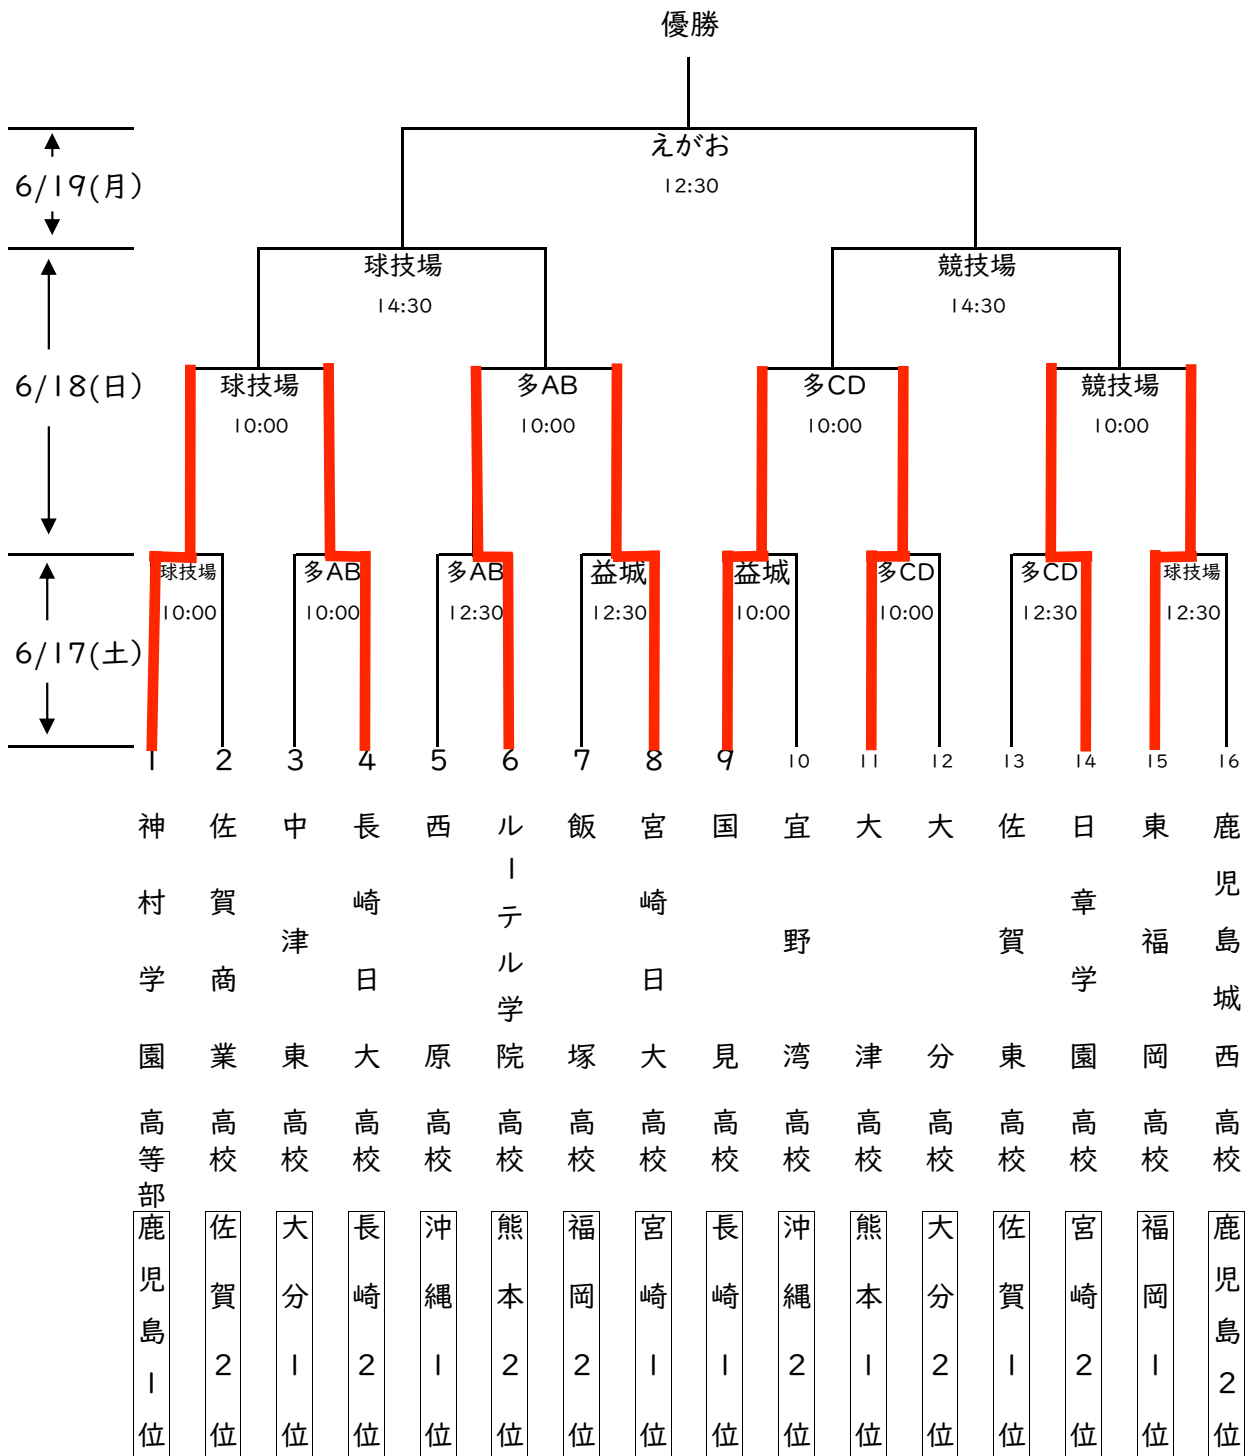 優勝
えがお
12:30
6/19(月)
球技場
14:30
競技場
14:30
6/18(日)
球技場
10:00
多AB
10:00
多CD
10:00
競技場
10:00
6/17(土)
球技場
10:00
多AB
10:00
多AB
12:30
益城
12:30
益城
10:00
多CD
10:00
多CD
12:30
球技場
12:30
1
2
3
4
5
6
7
8
9
10
11
12
13
14
15
16
神村学園高等部
佐賀商業高校
中津東高校
長崎日大高校
西原高校
ルーテル学院高校
飯塚高校
宮崎日大高校
国見高校
宜野湾高校
大津高校
大分高校
佐賀東高校
日章学園高校
東福岡高校
鹿児島城西高校
鹿児島1位
佐賀2位
大分1位
長崎2位
沖縄1位
熊本2位
福岡2位
宮崎1位
長崎1位
沖縄2位
熊本1位
大分2位
佐賀1位
宮崎2位
福岡1位
鹿児島2位